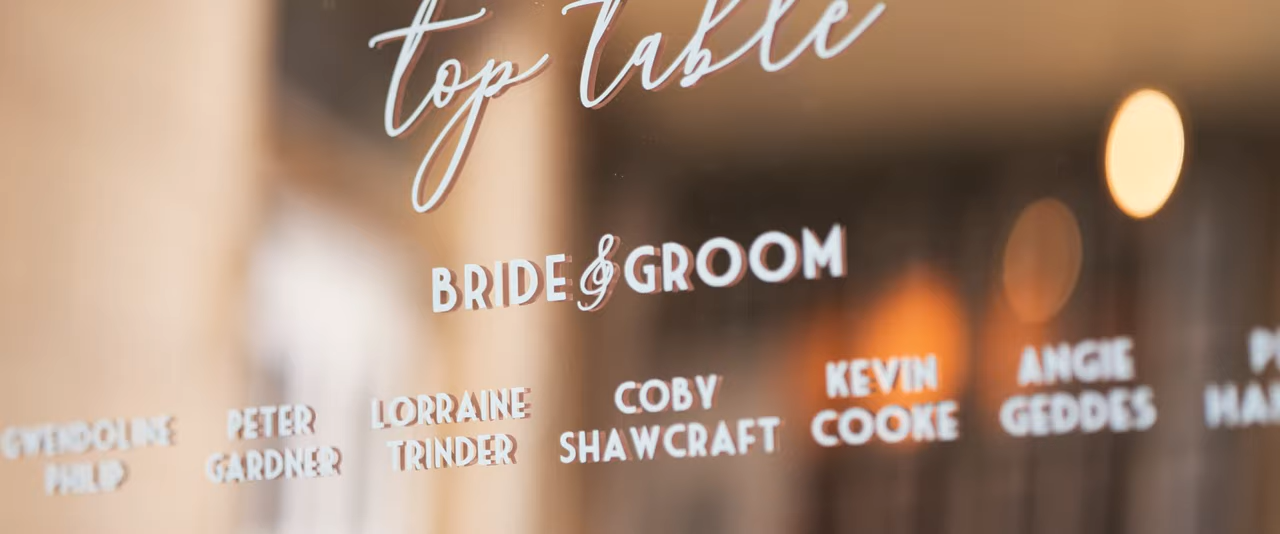 top table
BRIDE & GROOM
GWENDOLINE PETER LORRAINE COBY KEVIN ANGIE
PHILIP GARDNER TRINDER SHAWCRAFT COOKE GEDDES